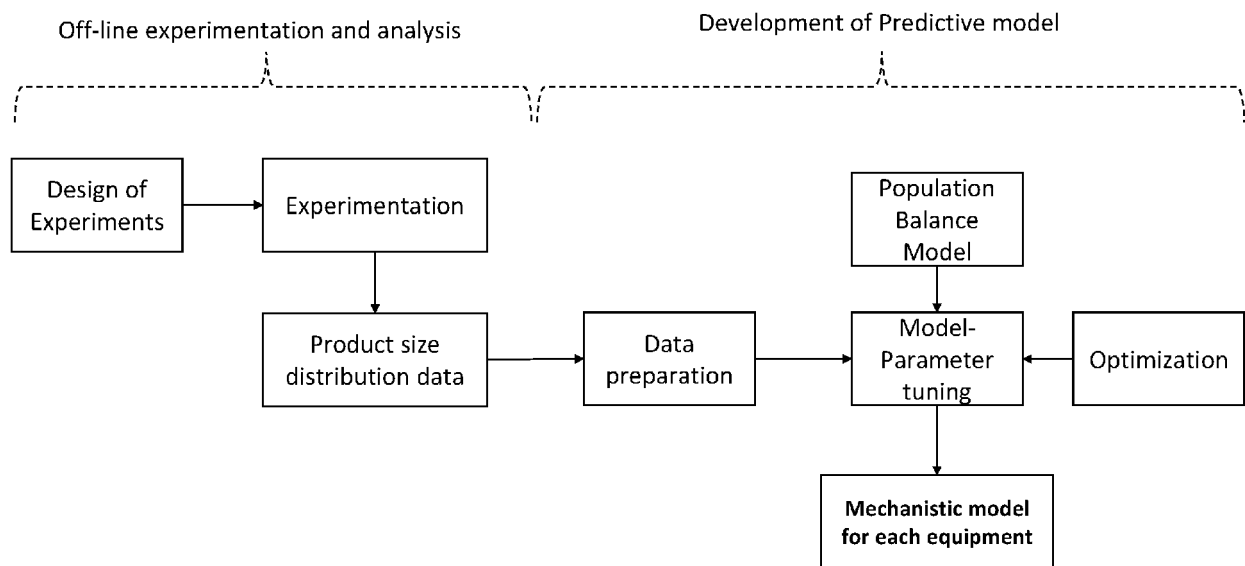 Off-line experimentation and analysis
Development of Predictive model
Design of
Experiments
Experimentation
Population
Balance
Model
Product size
distribution data
Data
preparation
Model-
Parameter
tuning
Optimization
Mechanistic model
for each equipment